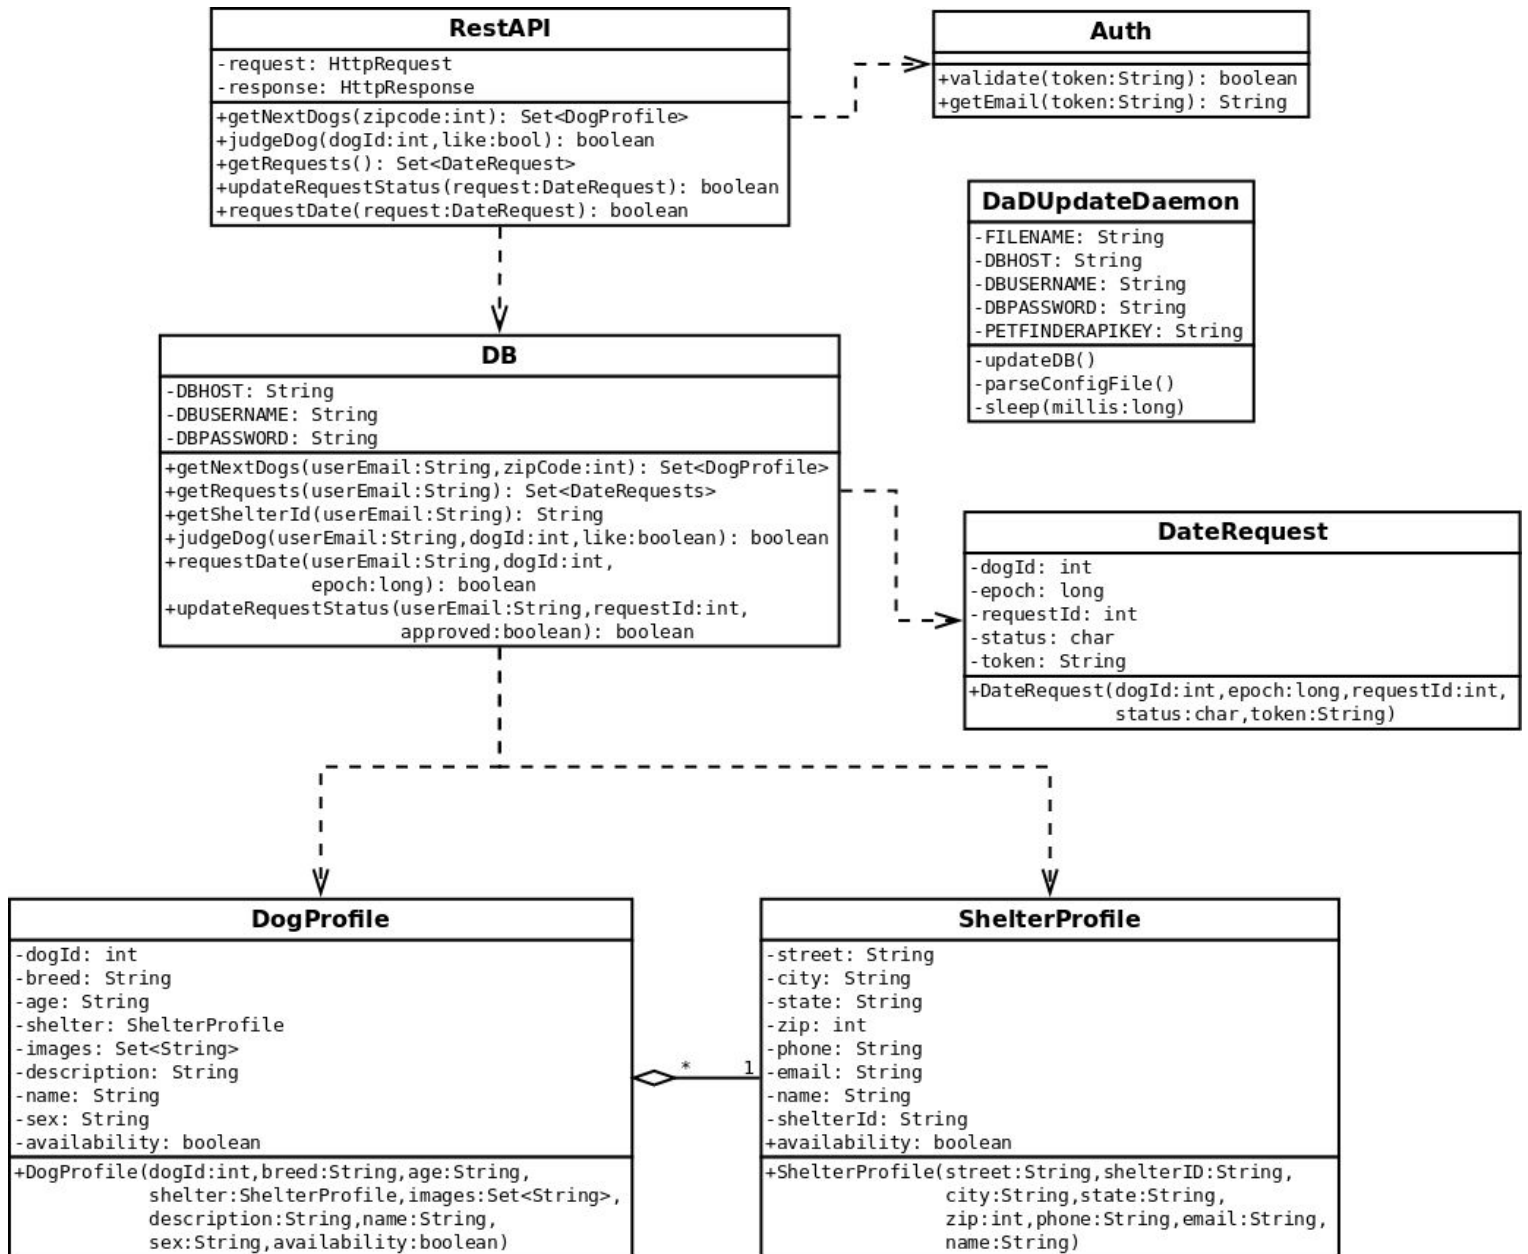 RestAPI
-request: HttpRequest
-response: HttpResponse
+getNextDogs(zipcode:int): Set<DogProfile>
+judgeDog(dogId:int,like:bool): boolean
+getRequests(): Set<DateRequest>
+updateRequestStatus(request:DateRequest): boolean
+requestDate(request:DateRequest): boolean
Auth
+validate(token:String): boolean
+getEmail(token:String): String
DaDUpdateDaemon
-FILENAME: String
-DBHOST: String
-DBUSERNAME: String
-DBPASSWORD: String
-PETFINDERAPIKEY: String
-updateDB()
-parseConfigFile()
-sleep(millis:long)
DB
-DBHOST: String
-DBUSERNAME: String
-DBPASSWORD: String
+getNextDogs(userEmail:String,zipCode:int): Set<DogProfile>
+getRequests(userEmail:String): Set<DateRequests>
+getShelterId(userEmail:String): String
+judgeDog(userEmail:String,dogId:int,like:boolean): boolean
+requestDate(userEmail:String,dogId:int,
epoch:long): boolean
+updateRequestStatus(userEmail:String,requestId:int,
approved:boolean): boolean
DateRequest
-dogId: int
-epoch: long
-requestId: int
-status: char
-token: String
+DateRequest(dogId:int,epoch:long,requestId:int,
status:char,token:String)
DogProfile
-dogId: int
-breed: String
-age: String
-shelter: ShelterProfile
-images: Set<String>
-description: String
-name: String
-sex: String
-availability: boolean
+DogProfile(dogId:int,breed:String,age:String,
shelter:ShelterProfile,images:Set<String>,
description:String,name:String,
sex:String,availability:boolean)
* 1
ShelterProfile
-street: String
-city: String
-state: String
-zip: int
-phone: String
-email: String
-name: String
-shelterId: String
+availability: boolean
+ShelterProfile(street:String,shelterID:String,
city:String,state:String,
zip:int,phone:String,email:String,
name:String)